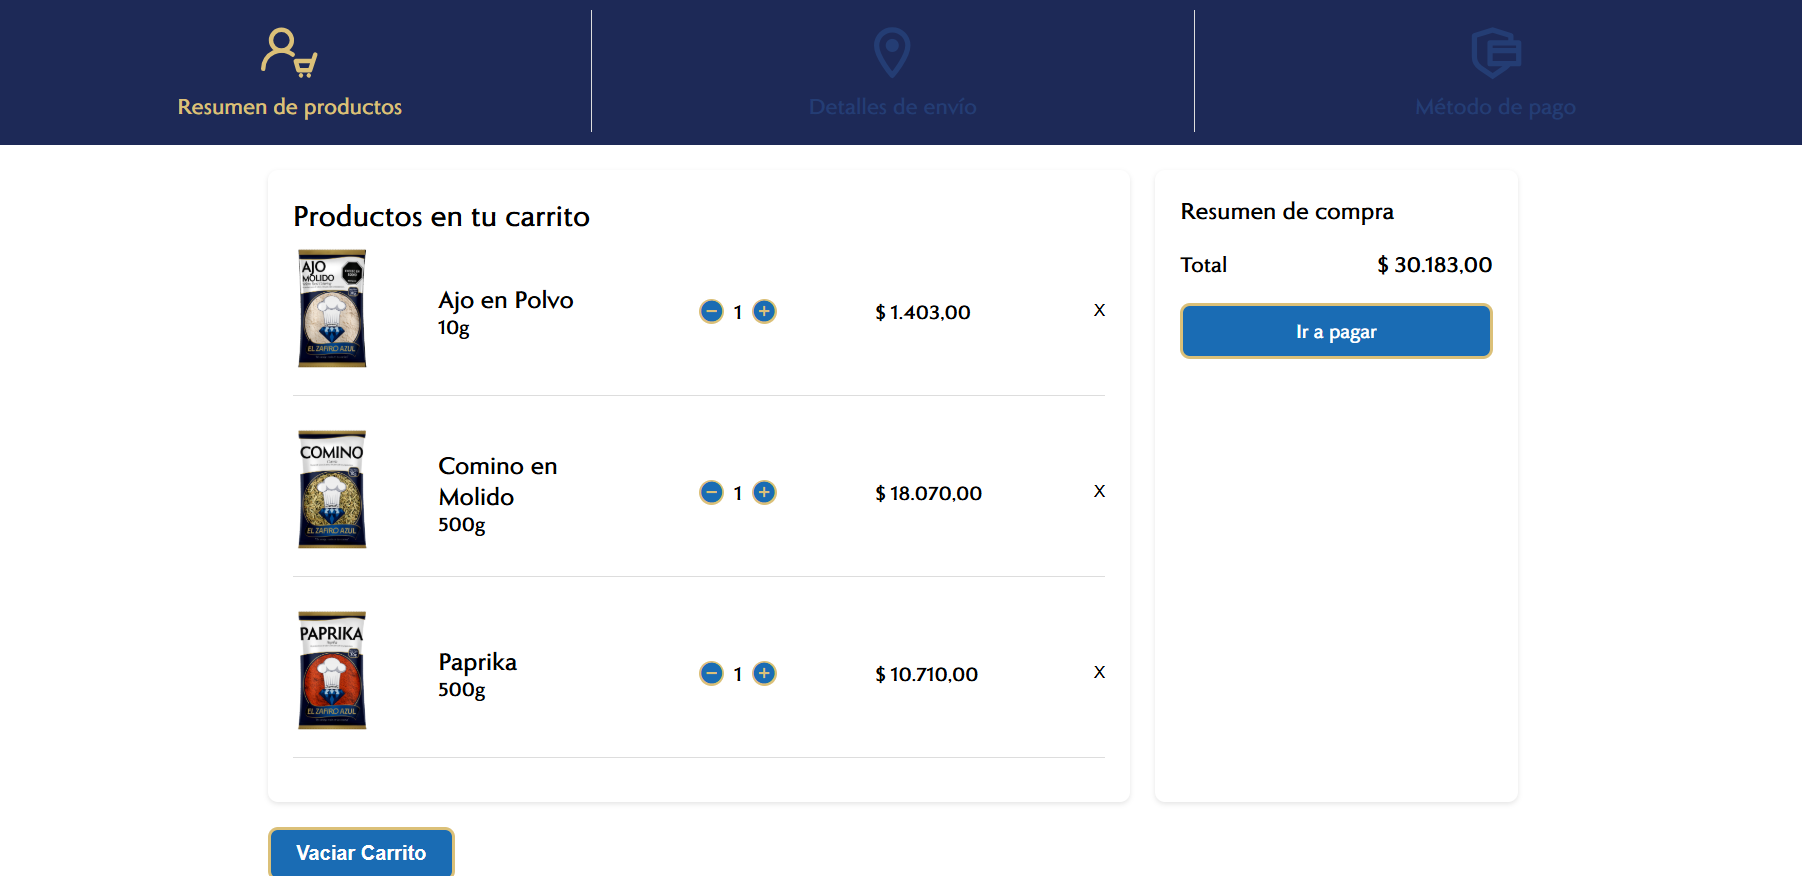 Resumen de productos
Detalles de envío
Método de pago
Productos en tu carrito
AJO
MOLIDO
EL ZAFIRO AZUL
Ajo en Polvo
10g
1
$ 1.403,00
X
COMINO
EL ZAFIRO AZUL
Comino en
Molido
500g
1
$ 18.070,00
X
PAPRIKA
EL ZAFIRO AZUL
Paprika
500g
1
$ 10.710,00
X
Resumen de compra
Total $ 30.183,00
Ir a pagar
Vaciar Carrito